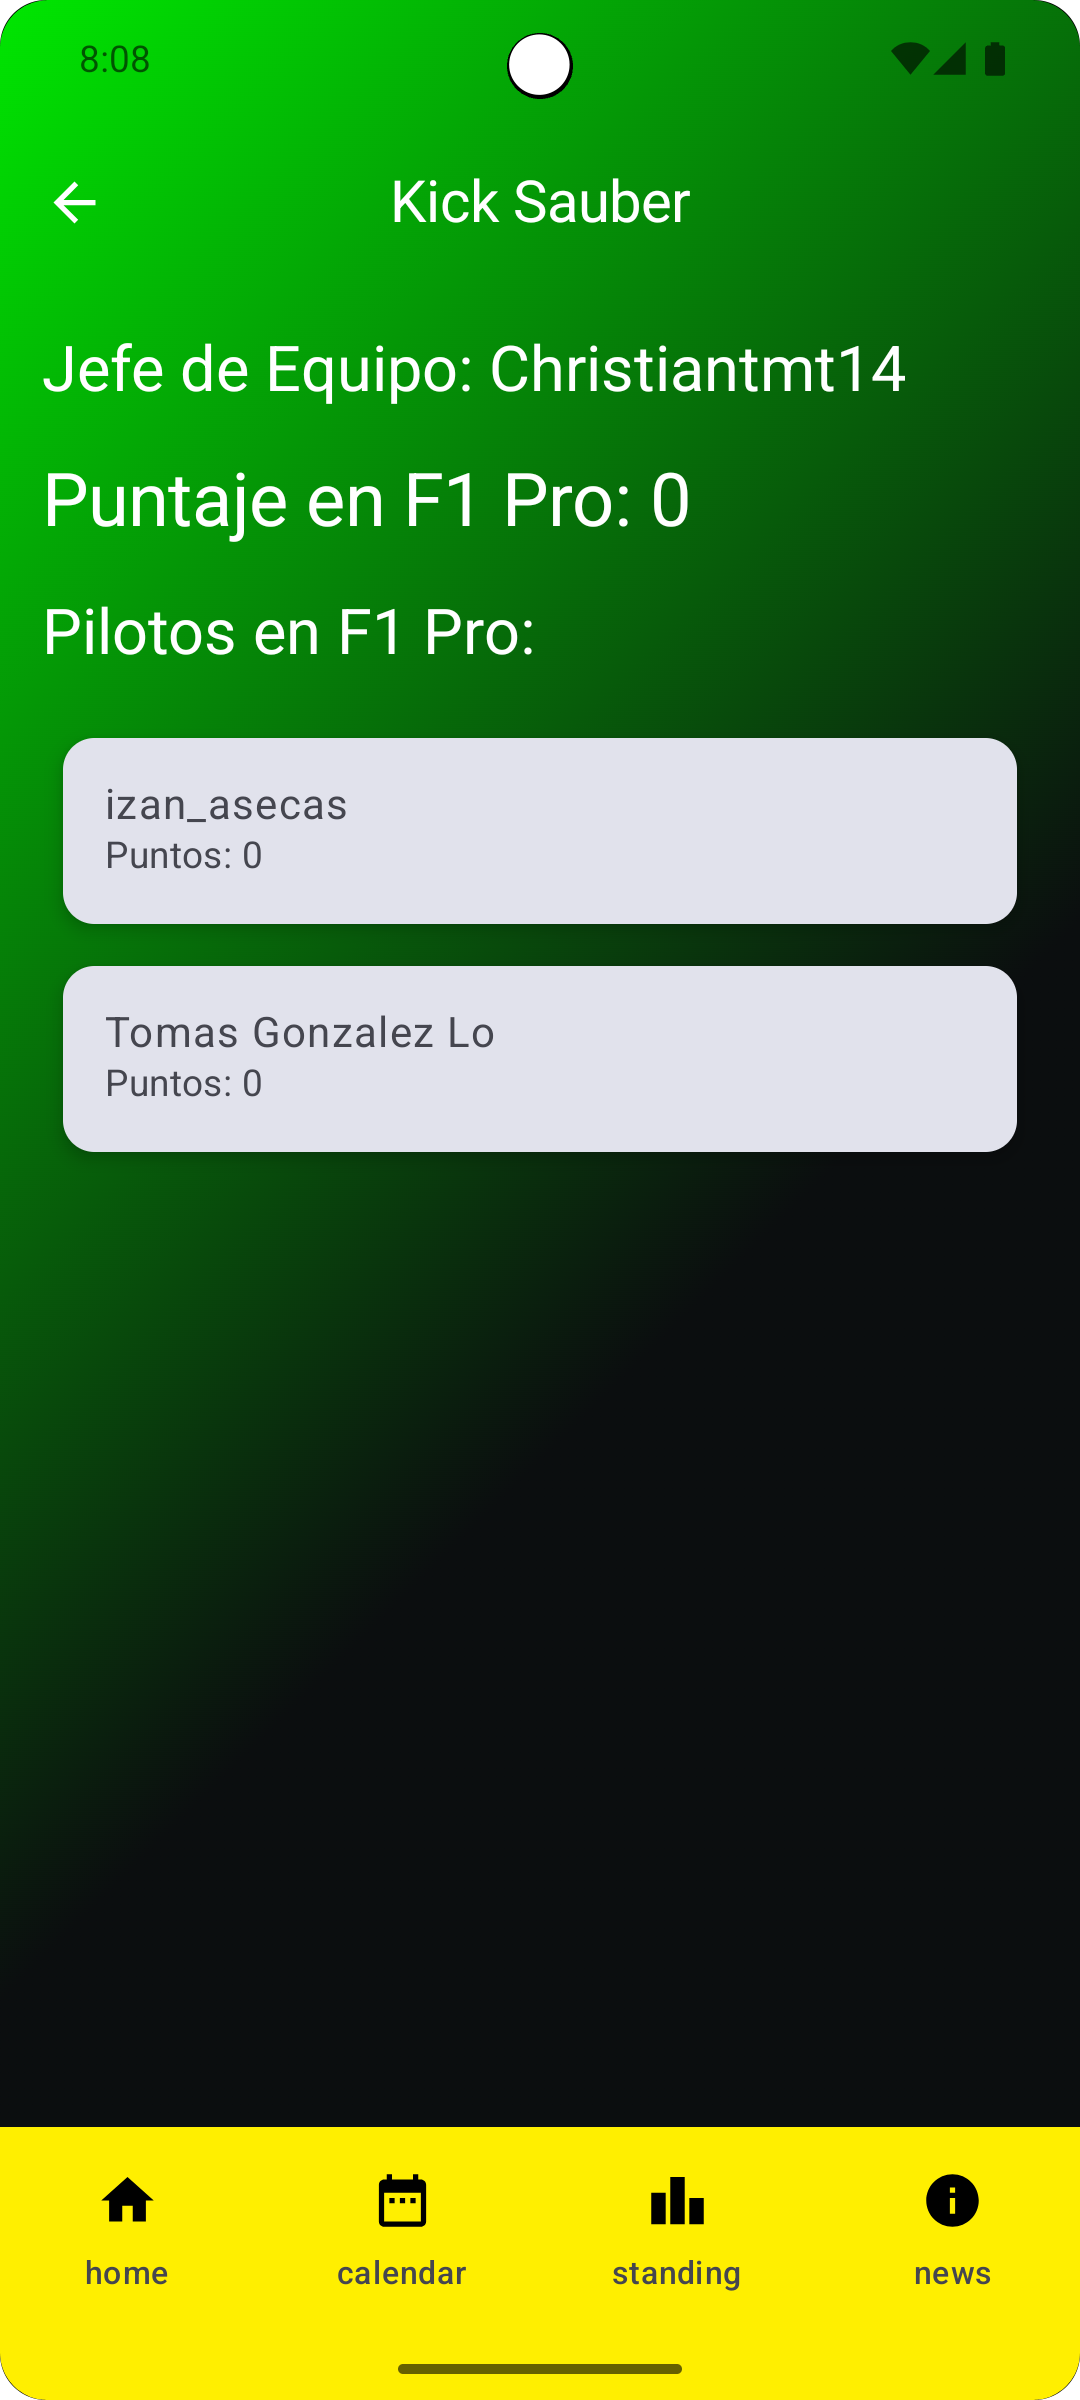 8:08
Kick Sauber
Jefe de Equipo: Christiantmt14
Puntaje en F1 Pro: 0
Pilotos en F1 Pro:
izan_asecas
Puntos: 0
Tomas Gonzalez Lo
Puntos: 0
home calendar standing news